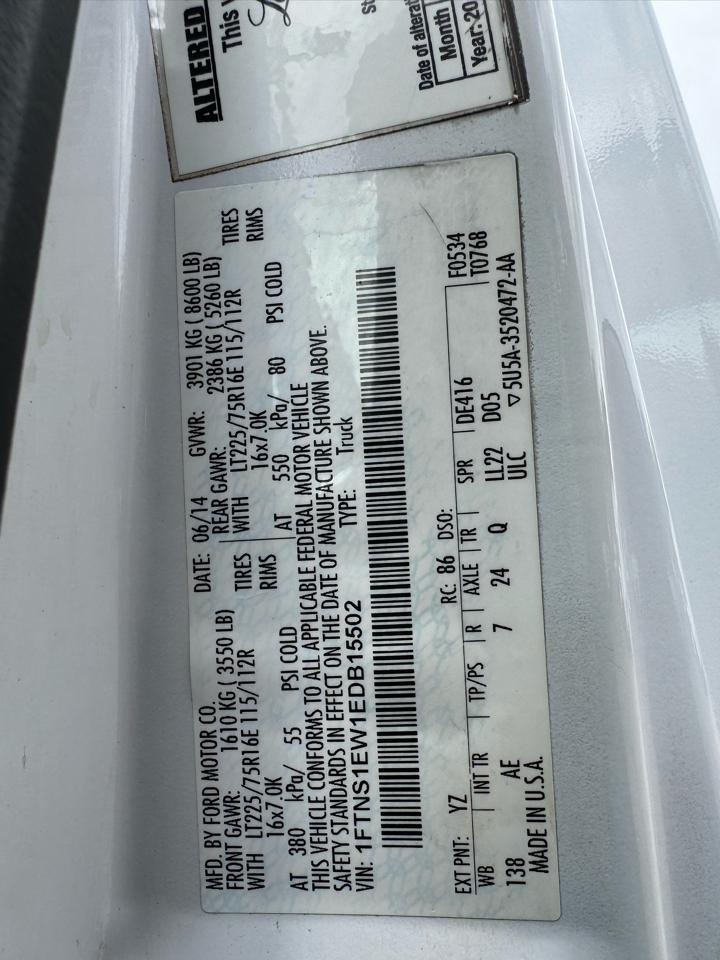 MFD. BY FORD MOTOR CO.
DATE: 06/14 GVWR: 3901 KG ( 8600 LB)
FRONT GAWR: 1610 KG ( 3550 LB) REAR GAWR: 2386 KG ( 5260 LB)
WITH LT225/75R16E 115/112R TIRES WITH LT225/75R16E 115/112R TIRES
16x7.0K RIMS 16x7.0K RIMS
AT 380 kPa/ 55 PSI COLD AT 550 kPa/ 80 PSI COLD
THIS VEHICLE CONFORMS TO ALL APPLICABLE FEDERAL MOTOR VEHICLE
SAFETY STANDARDS IN EFFECT ON THE DATE OF MANUFACTURE SHOWN ABOVE.
VIN: 1FTNS1EW1EDB15502 TYPE: Truck
F0534
T0768
EXT PNT: YZ RC: 86 DSO:
WB INT TR TP/PS R AXLE TR SPR DE416
138 AE 7 24 Q LL22 D05
MADE IN U.S.A. ULC ▽5U5A-3520472-AA
ALTERED
This v
Date of alterati
Month
Year-20